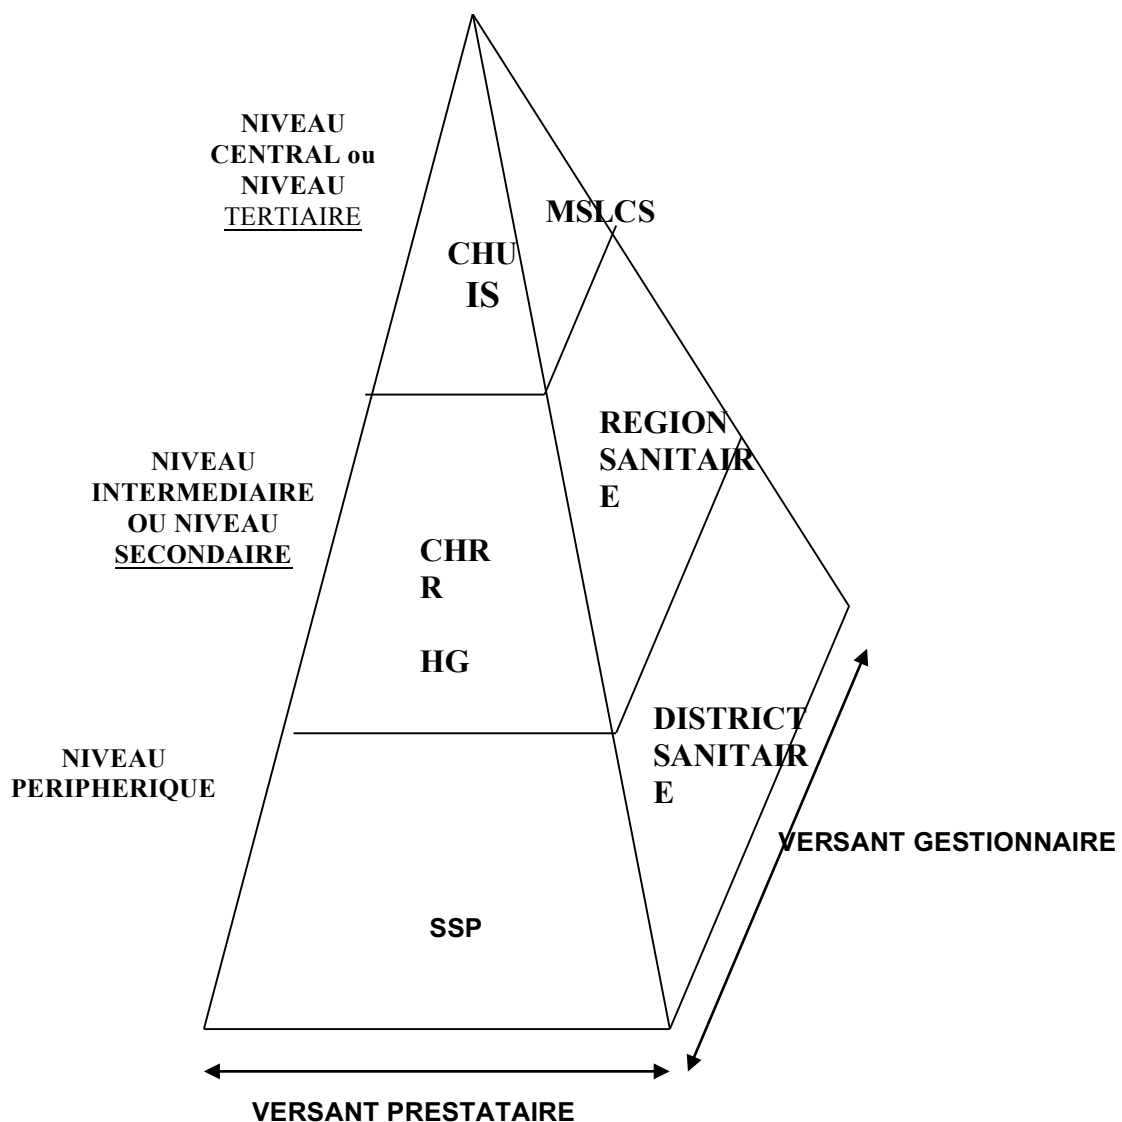 NIVEAU
CENTRAL ou
NIVEAU
TERTIAIRE
MSLCS
CHU
IS
REGION
SANITAIR
E
NIVEAU
INTERMEDIAIRE
OU NIVEAU
SECONDAIRE
CHR
R
HG
DISTRICT
SANITAIR
E
NIVEAU
PERIPHERIQUE
VERSANT GESTIONNAIRE
SSP
VERSANT PRESTATAIRE